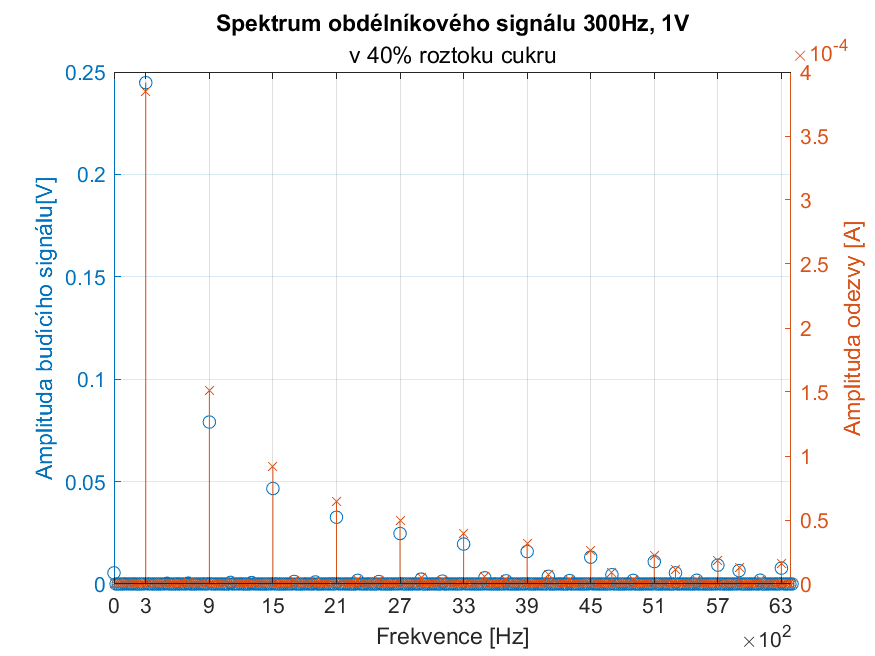 Spektrum obdélníkového signálu 300Hz, 1V
v 40% roztoku cukru
×10⁻⁴
0.25
0.2
0.15
0.1
0.05
0
Amplituda budícího signálu[V]
4
3.5
3
2.5
2
1.5
1
0.5
0
Amplituda odezvy [A]
0 3 9 15 21 27 33 39 45 51 57 63
Frekvence [Hz]
×10²